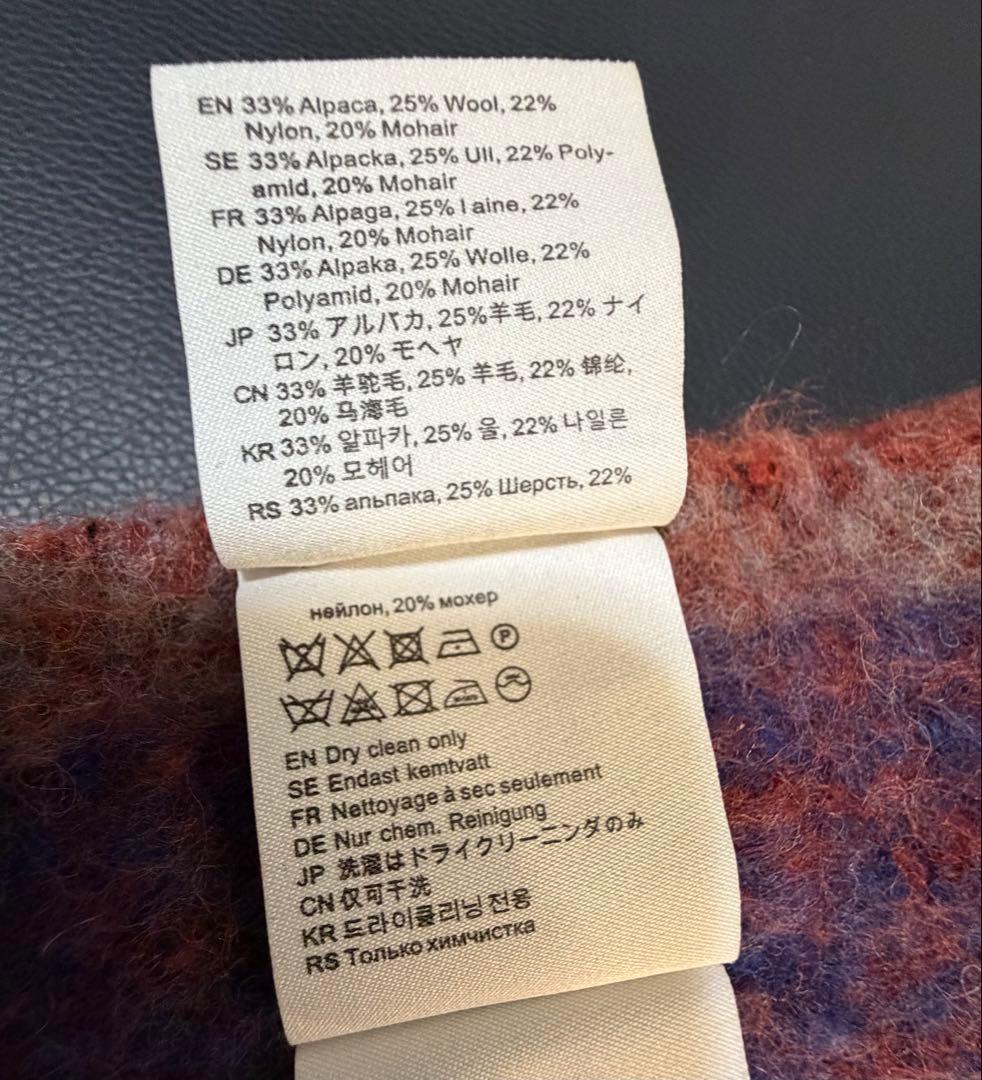 EN 33% Alpaca, 25% Wool, 22%
Nylon, 20% Mohair
SE 33% Alpacka, 25% Ull, 22% Poly-
amid, 20% Mohair
FR 33% Alpaga, 25% laine, 22%
Nylon, 20% Mohair
DE 33% Alpaka, 25% Wolle, 22%
Polyamid, 20% Mohair
JP 33% アルバカ, 25%羊毛, 22% ナイ
ロン, 20% モヘヤ
CN 33% 羊驼毛, 25% 羊毛, 22% 锦纶,
20% 马海毛
KR 33% 알파카, 25% 울, 22% 나일론
20% 모헤어
RS 33% альпака, 25% Шерсть, 22%
нейлон, 20% мохер
P
EN Dry clean only
SE Endast kemtvatt
FR Nettoyage à sec seulement
DE Nur chem. Reinigung
JP 洗濯はドライクリーニンダのみ
CN 仅可干洗
KR 드라이클리닝 전용
RS Только химчистка